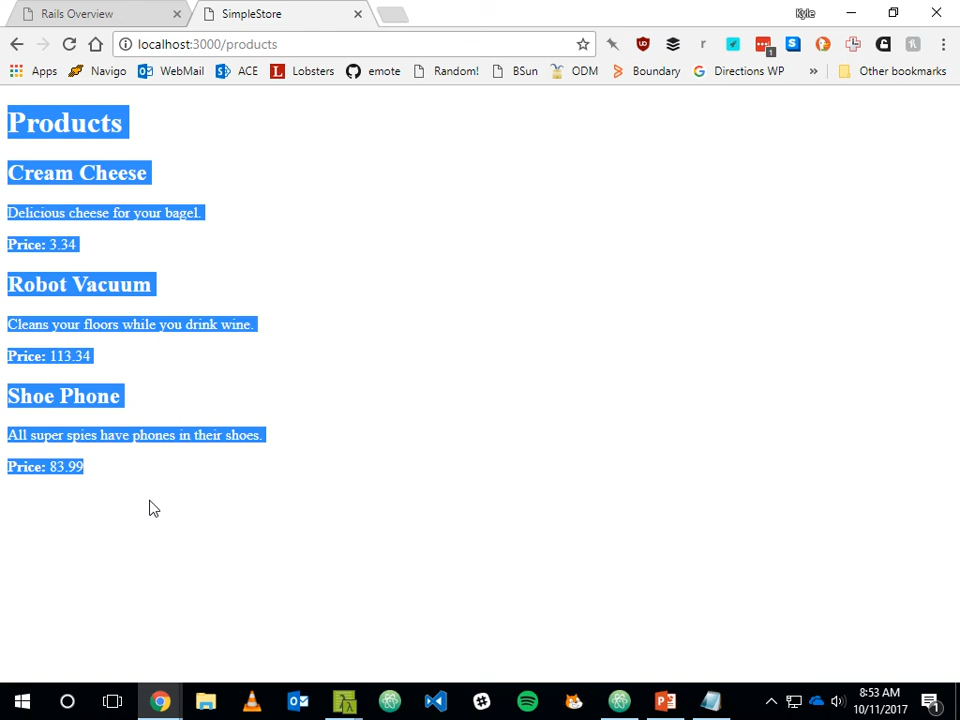 Rails Overview
SimpleStore
Kyle
localhost:3000/products
r
1
Apps
Navigo
WebMail
ACE
Lobsters
emote
Random!
BSun
ODM
Boundary
Directions WP
»
Other bookmarks
Products
Cream Cheese
Delicious cheese for your bagel.
Price: 3.34
Robot Vacuum
Cleans your floors while you drink wine.
Price: 113.34
Shoe Phone
All super spies have phones in their shoes.
Price: 83.99
8:53 AM
10/11/2017
1